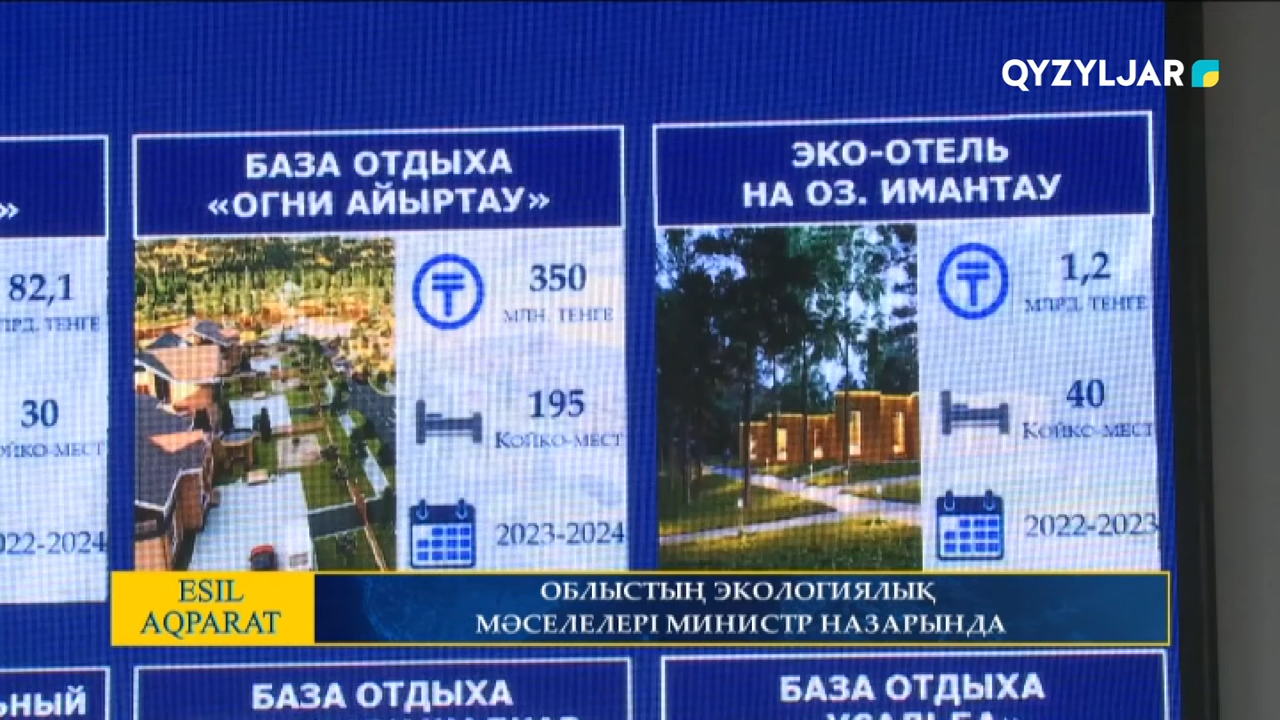 QYZYLJAR
»
82,1
30
БАЗА ОТДЫХА
«ОГНИ АЙЫРТАУ»
350
МЛН. ТЕНГЕ
195
КОЙКО-МЕСТ
2023-2024
ЭКО-ОТЕЛЬ
НА ОЗ. ИМАНТАУ
1,2
МЛРД. ТЕНГЕ
40
КОЙКО-МЕСТ
2022-2023
ESIL
AQPARAT
ОБЛЫСТЫҢ ЭКОЛОГИЯЛЫҚ
МӘСЕЛЕЛЕРІ МИНИСТР НАЗАРЫНДА
БАЗА ОТДЫХА
БАЗА ОТДЫХА